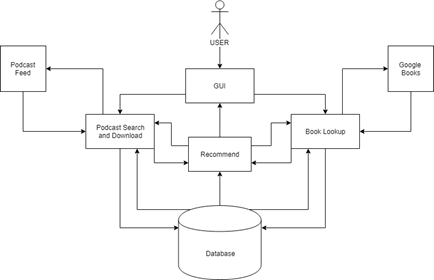 USER
Podcast
Feed
GUI
Google
Books
Podcast Search
and Download
Book Lookup
Recommend
Database